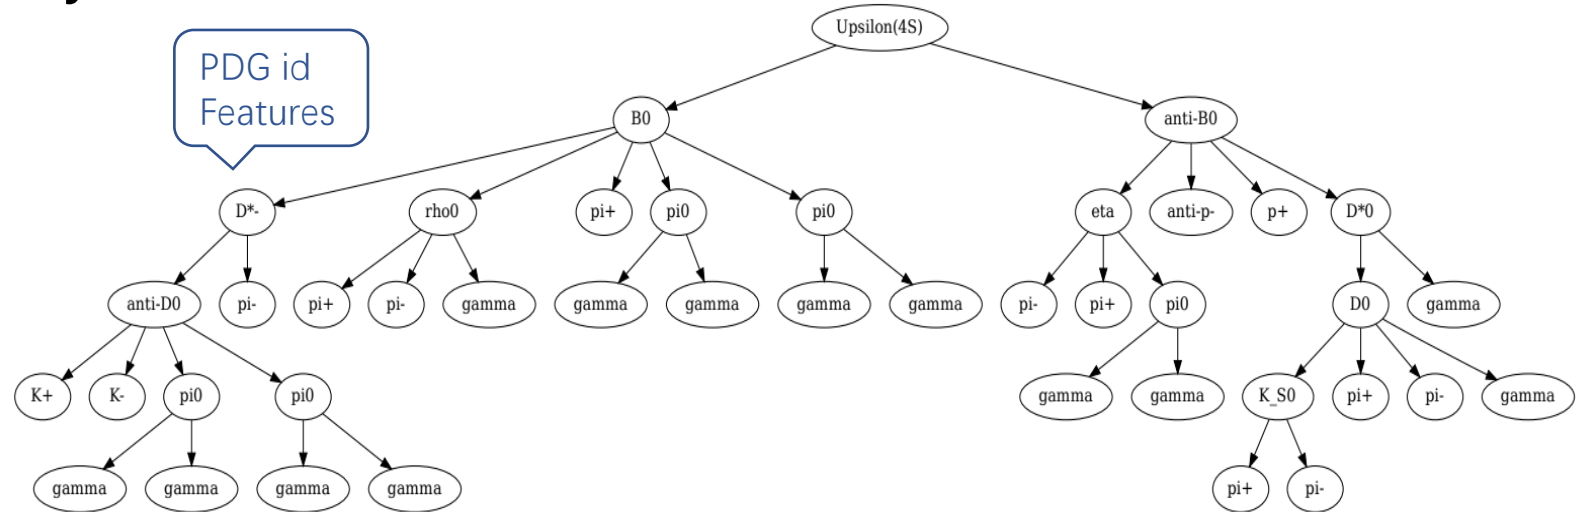 Upsilon(4S)
PDG id
Features
B0
anti-B0
D*-
rho0
pi+
pi0
pi0
eta
anti-p-
p+
D*0
anti-D0
pi-
pi+
pi-
gamma
gamma
gamma
gamma
gamma
pi-
pi+
pi0
D0
gamma
K+
K-
pi0
pi0
gamma
gamma
K_S0
pi+
pi-
gamma
gamma
gamma
gamma
gamma
pi+
pi-